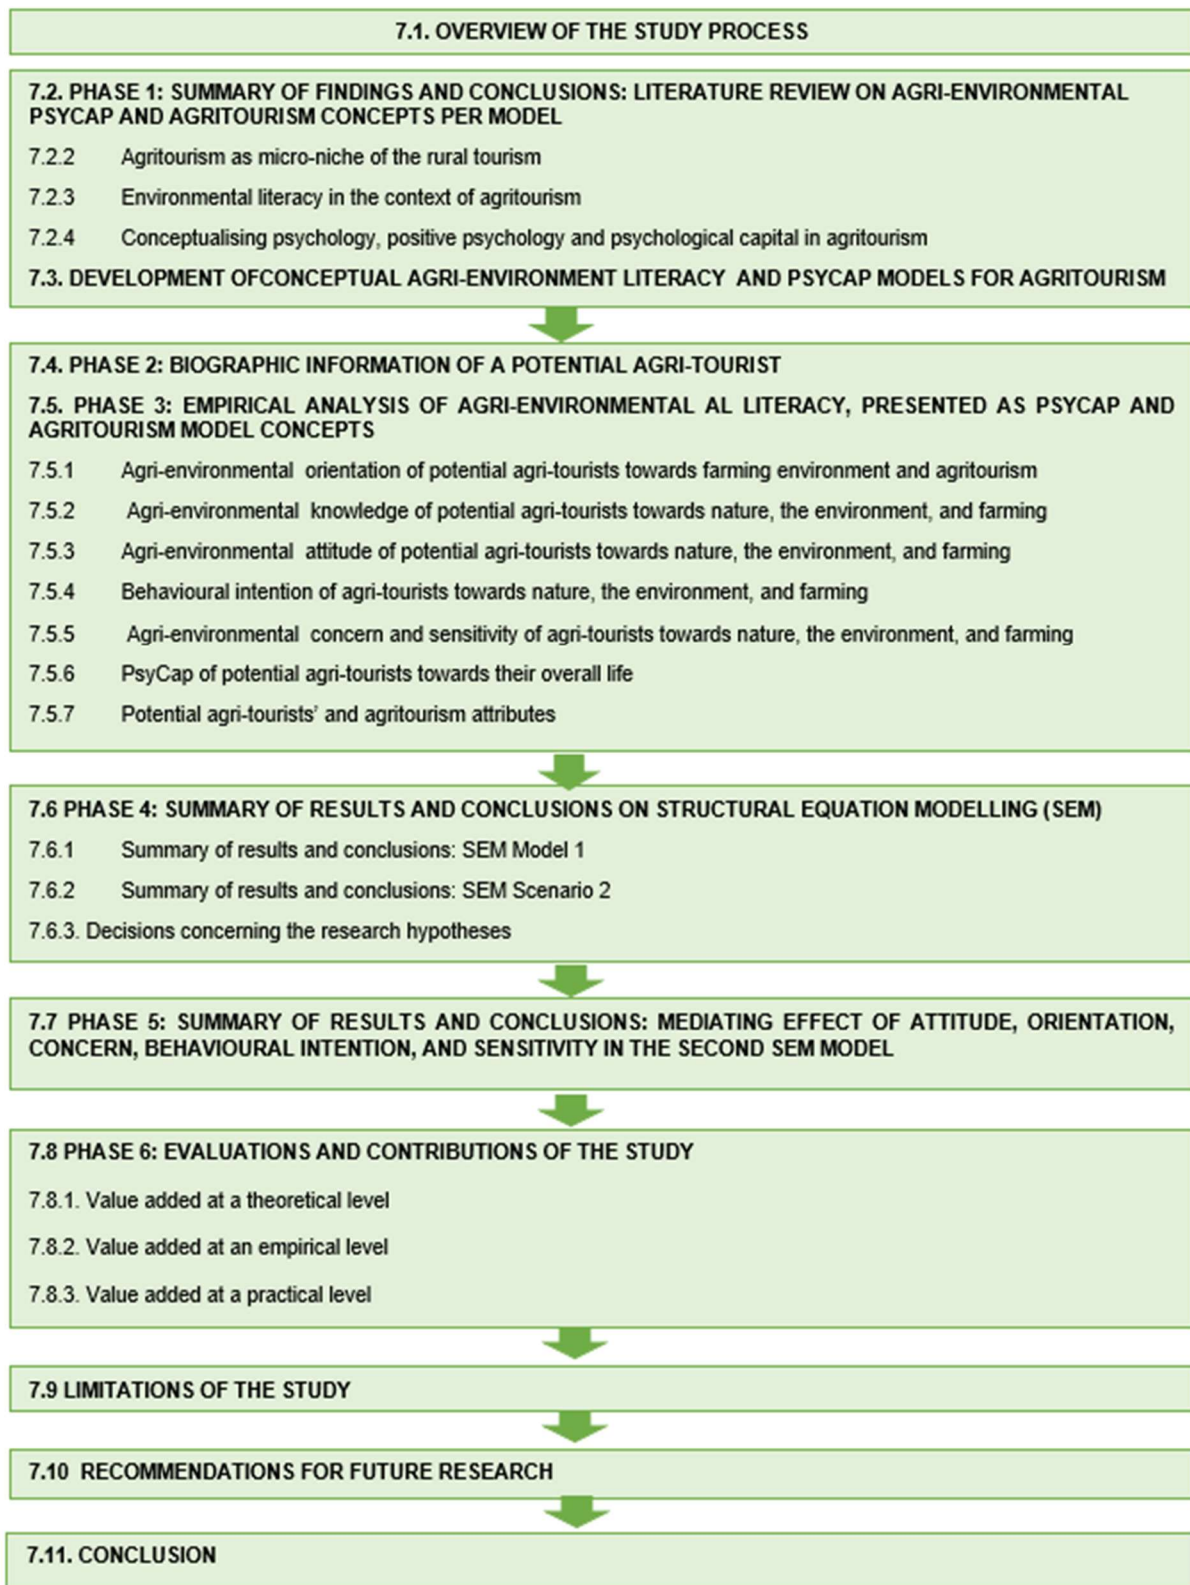 7.1. OVERVIEW OF THE STUDY PROCESS
7.2. PHASE 1: SUMMARY OF FINDINGS AND CONCLUSIONS: LITERATURE REVIEW ON AGRI-ENVIRONMENTAL
PSYCAP AND AGRITOURISM CONCEPTS PER MODEL
7.2.2 Agritourism as micro-niche of the rural tourism
7.2.3 Environmental literacy in the context of agritourism
7.2.4 Conceptualising psychology, positive psychology and psychological capital in agritourism
7.3. DEVELOPMENT OFCONCEPTUAL AGRI-ENVIRONMENT LITERACY AND PSYCAP MODELS FOR AGRITOURISM
7.4. PHASE 2: BIOGRAPHIC INFORMATION OF A POTENTIAL AGRI-TOURIST
7.5. PHASE 3: EMPIRICAL ANALYSIS OF AGRI-ENVIRONMENTAL AL LITERACY, PRESENTED AS PSYCAP AND
AGRITOURISM MODEL CONCEPTS
7.5.1 Agri-environmental orientation of potential agri-tourists towards farming environment and agritourism
7.5.2 Agri-environmental knowledge of potential agri-tourists towards nature, the environment, and farming
7.5.3 Agri-environmental attitude of potential agri-tourists towards nature, the environment, and farming
7.5.4 Behavioural intention of agri-tourists towards nature, the environment, and farming
7.5.5 Agri-environmental concern and sensitivity of agri-tourists towards nature, the environment, and farming
7.5.6 PsyCap of potential agri-tourists towards their overall life
7.5.7 Potential agri-tourists' and agritourism attributes
7.6 PHASE 4: SUMMARY OF RESULTS AND CONCLUSIONS ON STRUCTURAL EQUATION MODELLING (SEM)
7.6.1 Summary of results and conclusions: SEM Model 1
7.6.2 Summary of results and conclusions: SEM Scenario 2
7.6.3. Decisions concerning the research hypotheses
7.7 PHASE 5: SUMMARY OF RESULTS AND CONCLUSIONS: MEDIATING EFFECT OF ATTITUDE, ORIENTATION,
CONCERN, BEHAVIOURAL INTENTION, AND SENSITIVITY IN THE SECOND SEM MODEL
7.8 PHASE 6: EVALUATIONS AND CONTRIBUTIONS OF THE STUDY
7.8.1. Value added at a theoretical level
7.8.2. Value added at an empirical level
7.8.3. Value added at a practical level
7.9 LIMITATIONS OF THE STUDY
7.10 RECOMMENDATIONS FOR FUTURE RESEARCH
7.11. CONCLUSION